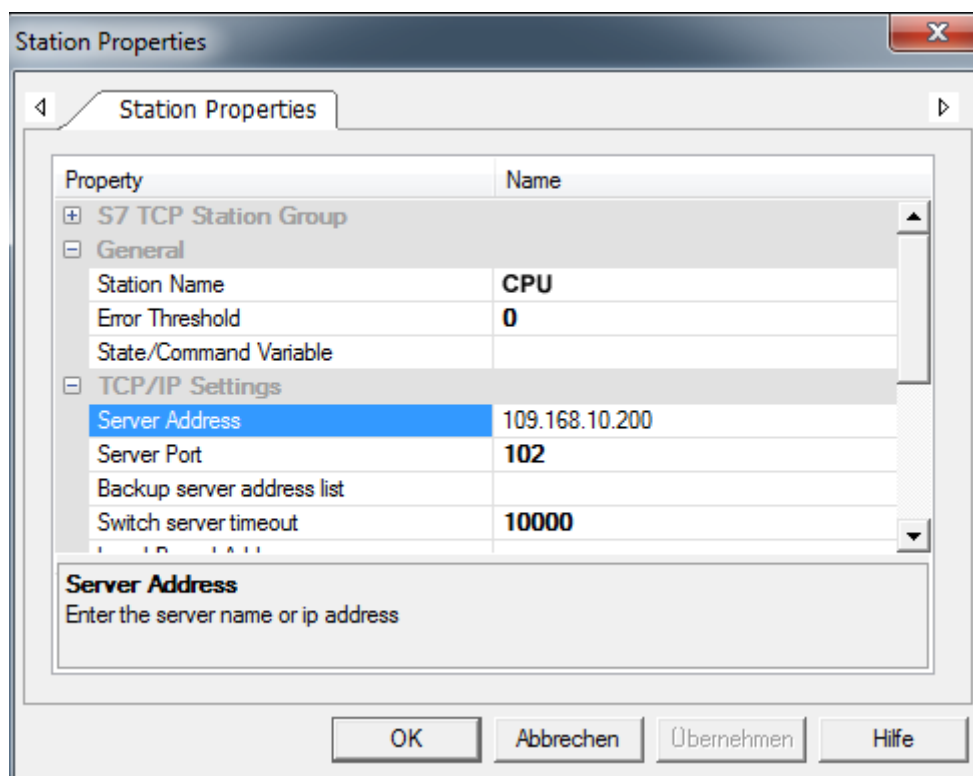 Station Properties
Station Properties
Property Name
S7 TCP Station Group
General
Station Name CPU
Error Threshold 0
State/Command Variable
TCP/IP Settings
Server Address 109.168.10.200
Server Port 102
Backup server address list
Switch server timeout 10000
Server Address
Enter the server name or ip address
OK Abbrechen Übernehmen Hilfe